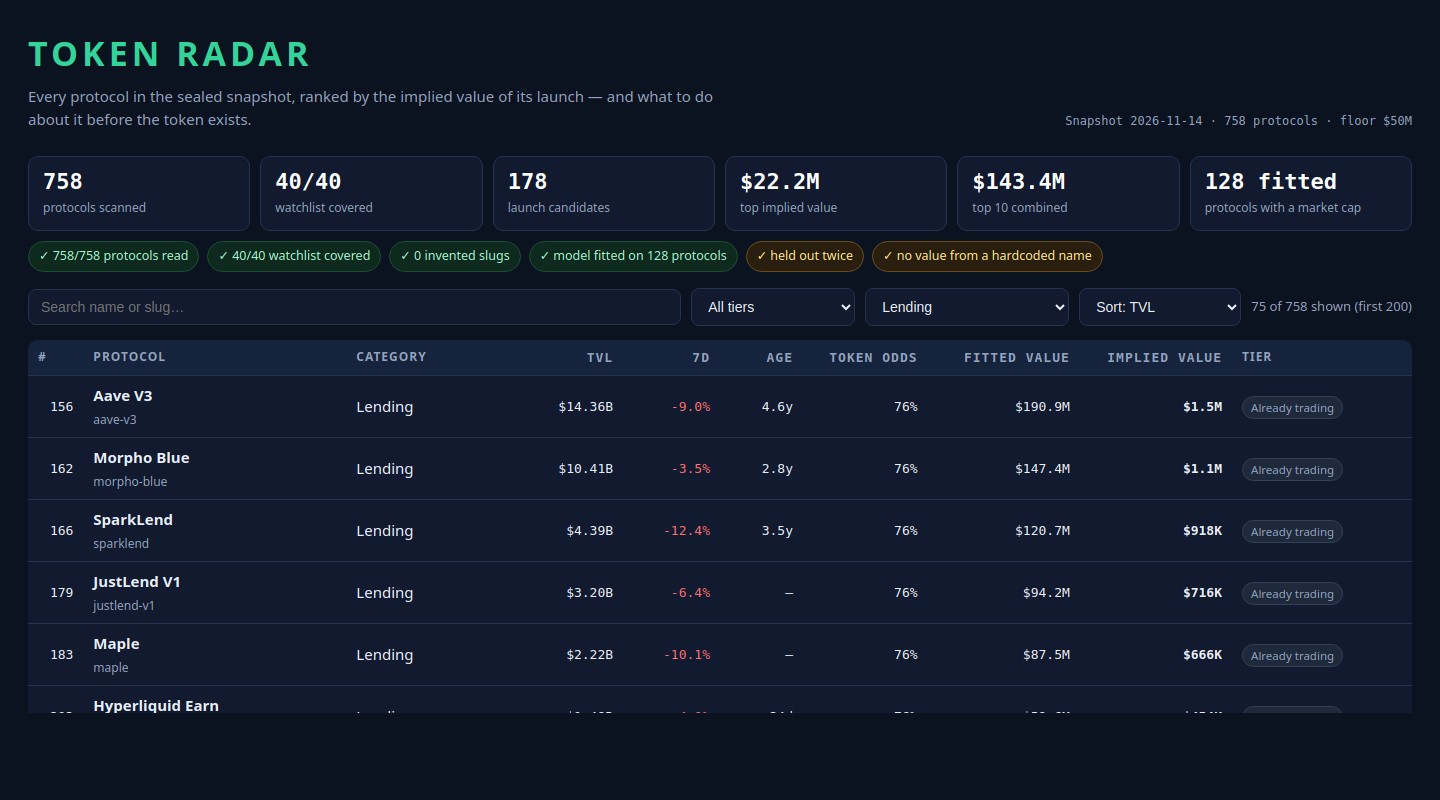 TOKEN RADAR
Every protocol in the sealed snapshot, ranked by the implied value of its launch — and what to do
about it before the token exists.
Snapshot 2026-11-14 · 758 protocols · floor $50M
758 40/40 178 $22.2M $143.4M 128 fitted
protocols scanned watchlist covered launch candidates top implied value top 10 combined protocols with a market cap
✓ 758/758 protocols read ✓ 40/40 watchlist covered ✓ 0 invented slugs ✓ model fitted on 128 protocols ✓ held out twice ✓ no value from a hardcoded name
Search name or slug… All tiers Lending Sort: TVL 75 of 758 shown (first 200)
# PROTOCOL CATEGORY TVL 7D AGE TOKEN ODDS FITTED VALUE IMPLIED VALUE TIER
156 Aave V3 Lending $14.36B -9.0% 4.6y 76% $190.9M $1.5M Already trading
aave-v3
162 Morpho Blue Lending $10.41B -3.5% 2.8y 76% $147.4M $1.1M Already trading
morpho-blue
166 SparkLend Lending $4.39B -12.4% 3.5y 76% $120.7M $918K Already trading
sparklend
179 JustLend V1 Lending $3.20B -6.4% — 76% $94.2M $716K Already trading
justlend-v1
183 Maple Lending $2.22B -10.1% — 76% $87.5M $666K Already trading
maple
Hyperliquid Earn